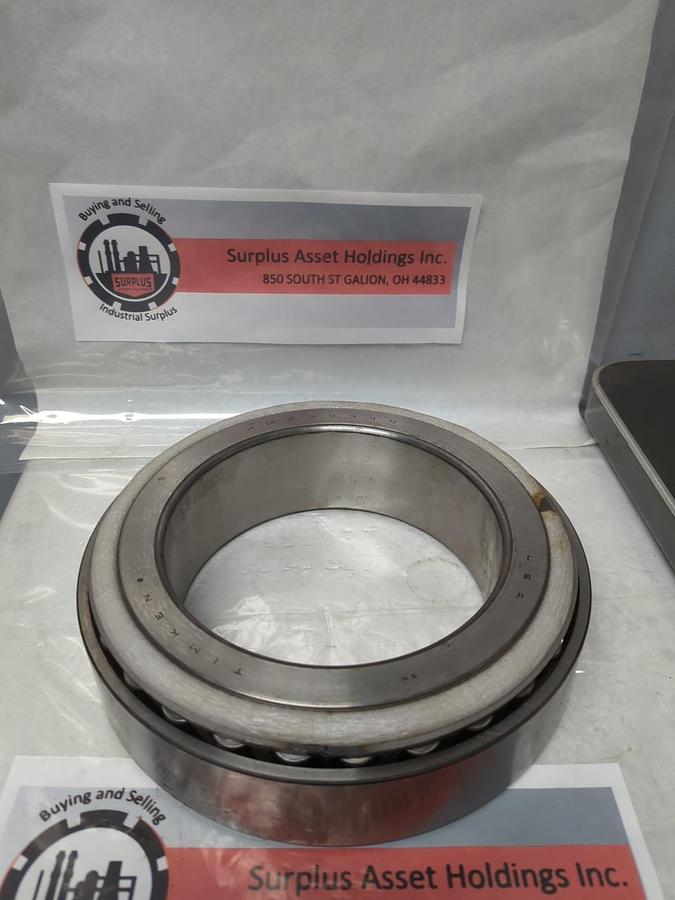 Buying and Selling
SURPLUS
Industrial Surplus
Surplus Asset Holdings Inc.
850 SOUTH ST GALION, OH 44833
USA
TIMKEN
Buying and Selling
Surplus Asset Holdings Inc.